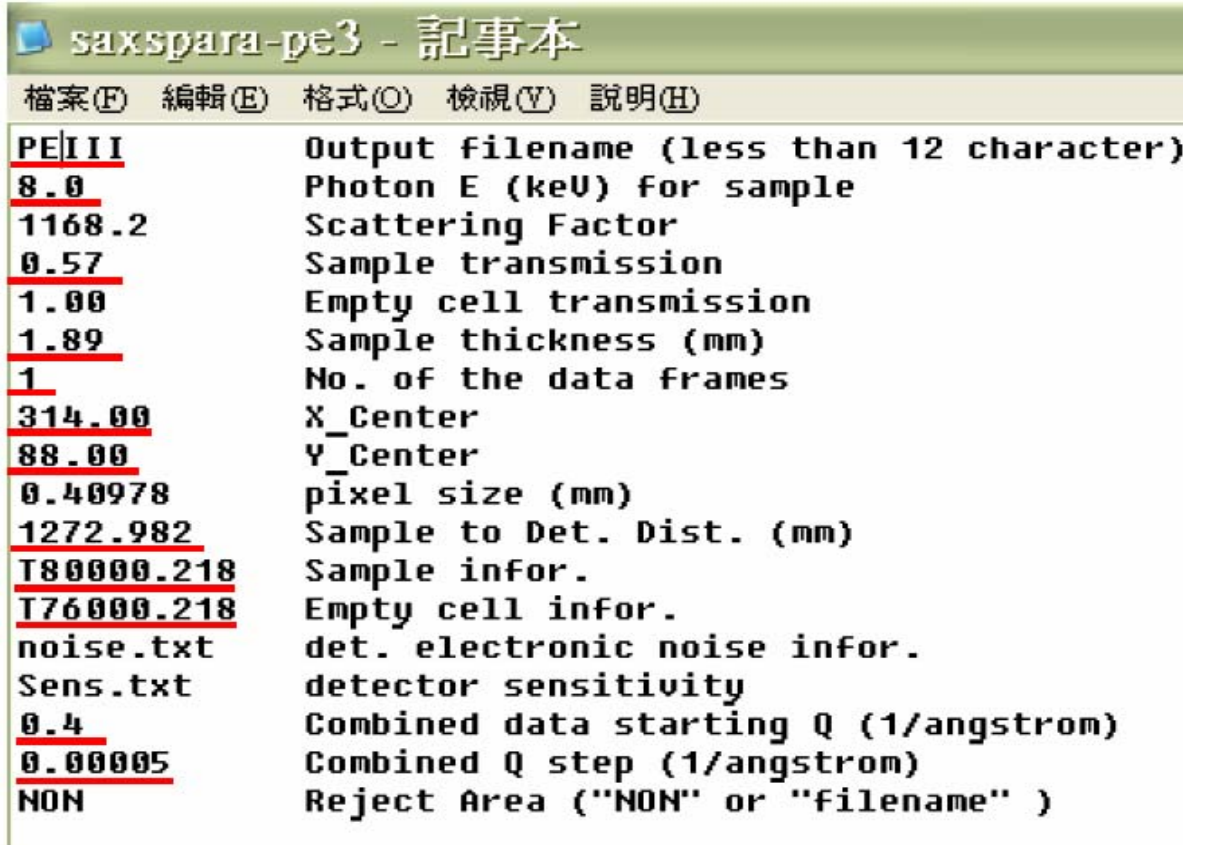 saxspara-pe3 - 記事本
檔案(F) 編輯(E) 格式(O) 檢視(V) 說明(H)
PEIII Output filename (less than 12 character)
8.0 Photon E (keV) for sample
1168.2 Scattering Factor
0.57 Sample transmission
1.00 Empty cell transmission
1.89 Sample thickness (mm)
1 No. of the data frames
314.00 X_Center
88.00 Y_Center
0.40978 pixel size (mm)
1272.982 Sample to Det. Dist. (mm)
T80000.218 Sample infor.
T76000.218 Empty cell infor.
noise.txt det. electronic noise infor.
Sens.txt detector sensitivity
0.4 Combined data starting Q (1/angstrom)
0.00005 Combined Q step (1/angstrom)
NON Reject Area ("NON" or "filename" )